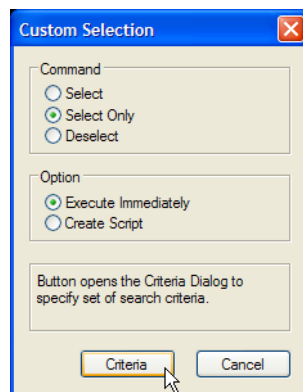 Custom Selection
Command
Select
Select Only
Deselect
Option
Execute Immediately
Create Script
Button opens the Criteria Dialog to
specify set of search criteria.
Criteria
Cancel